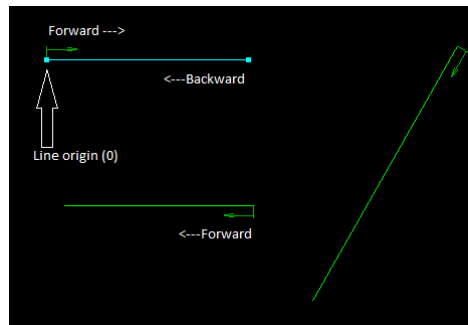 Forward --->
<---Backward
Line origin (0)
<---Forward